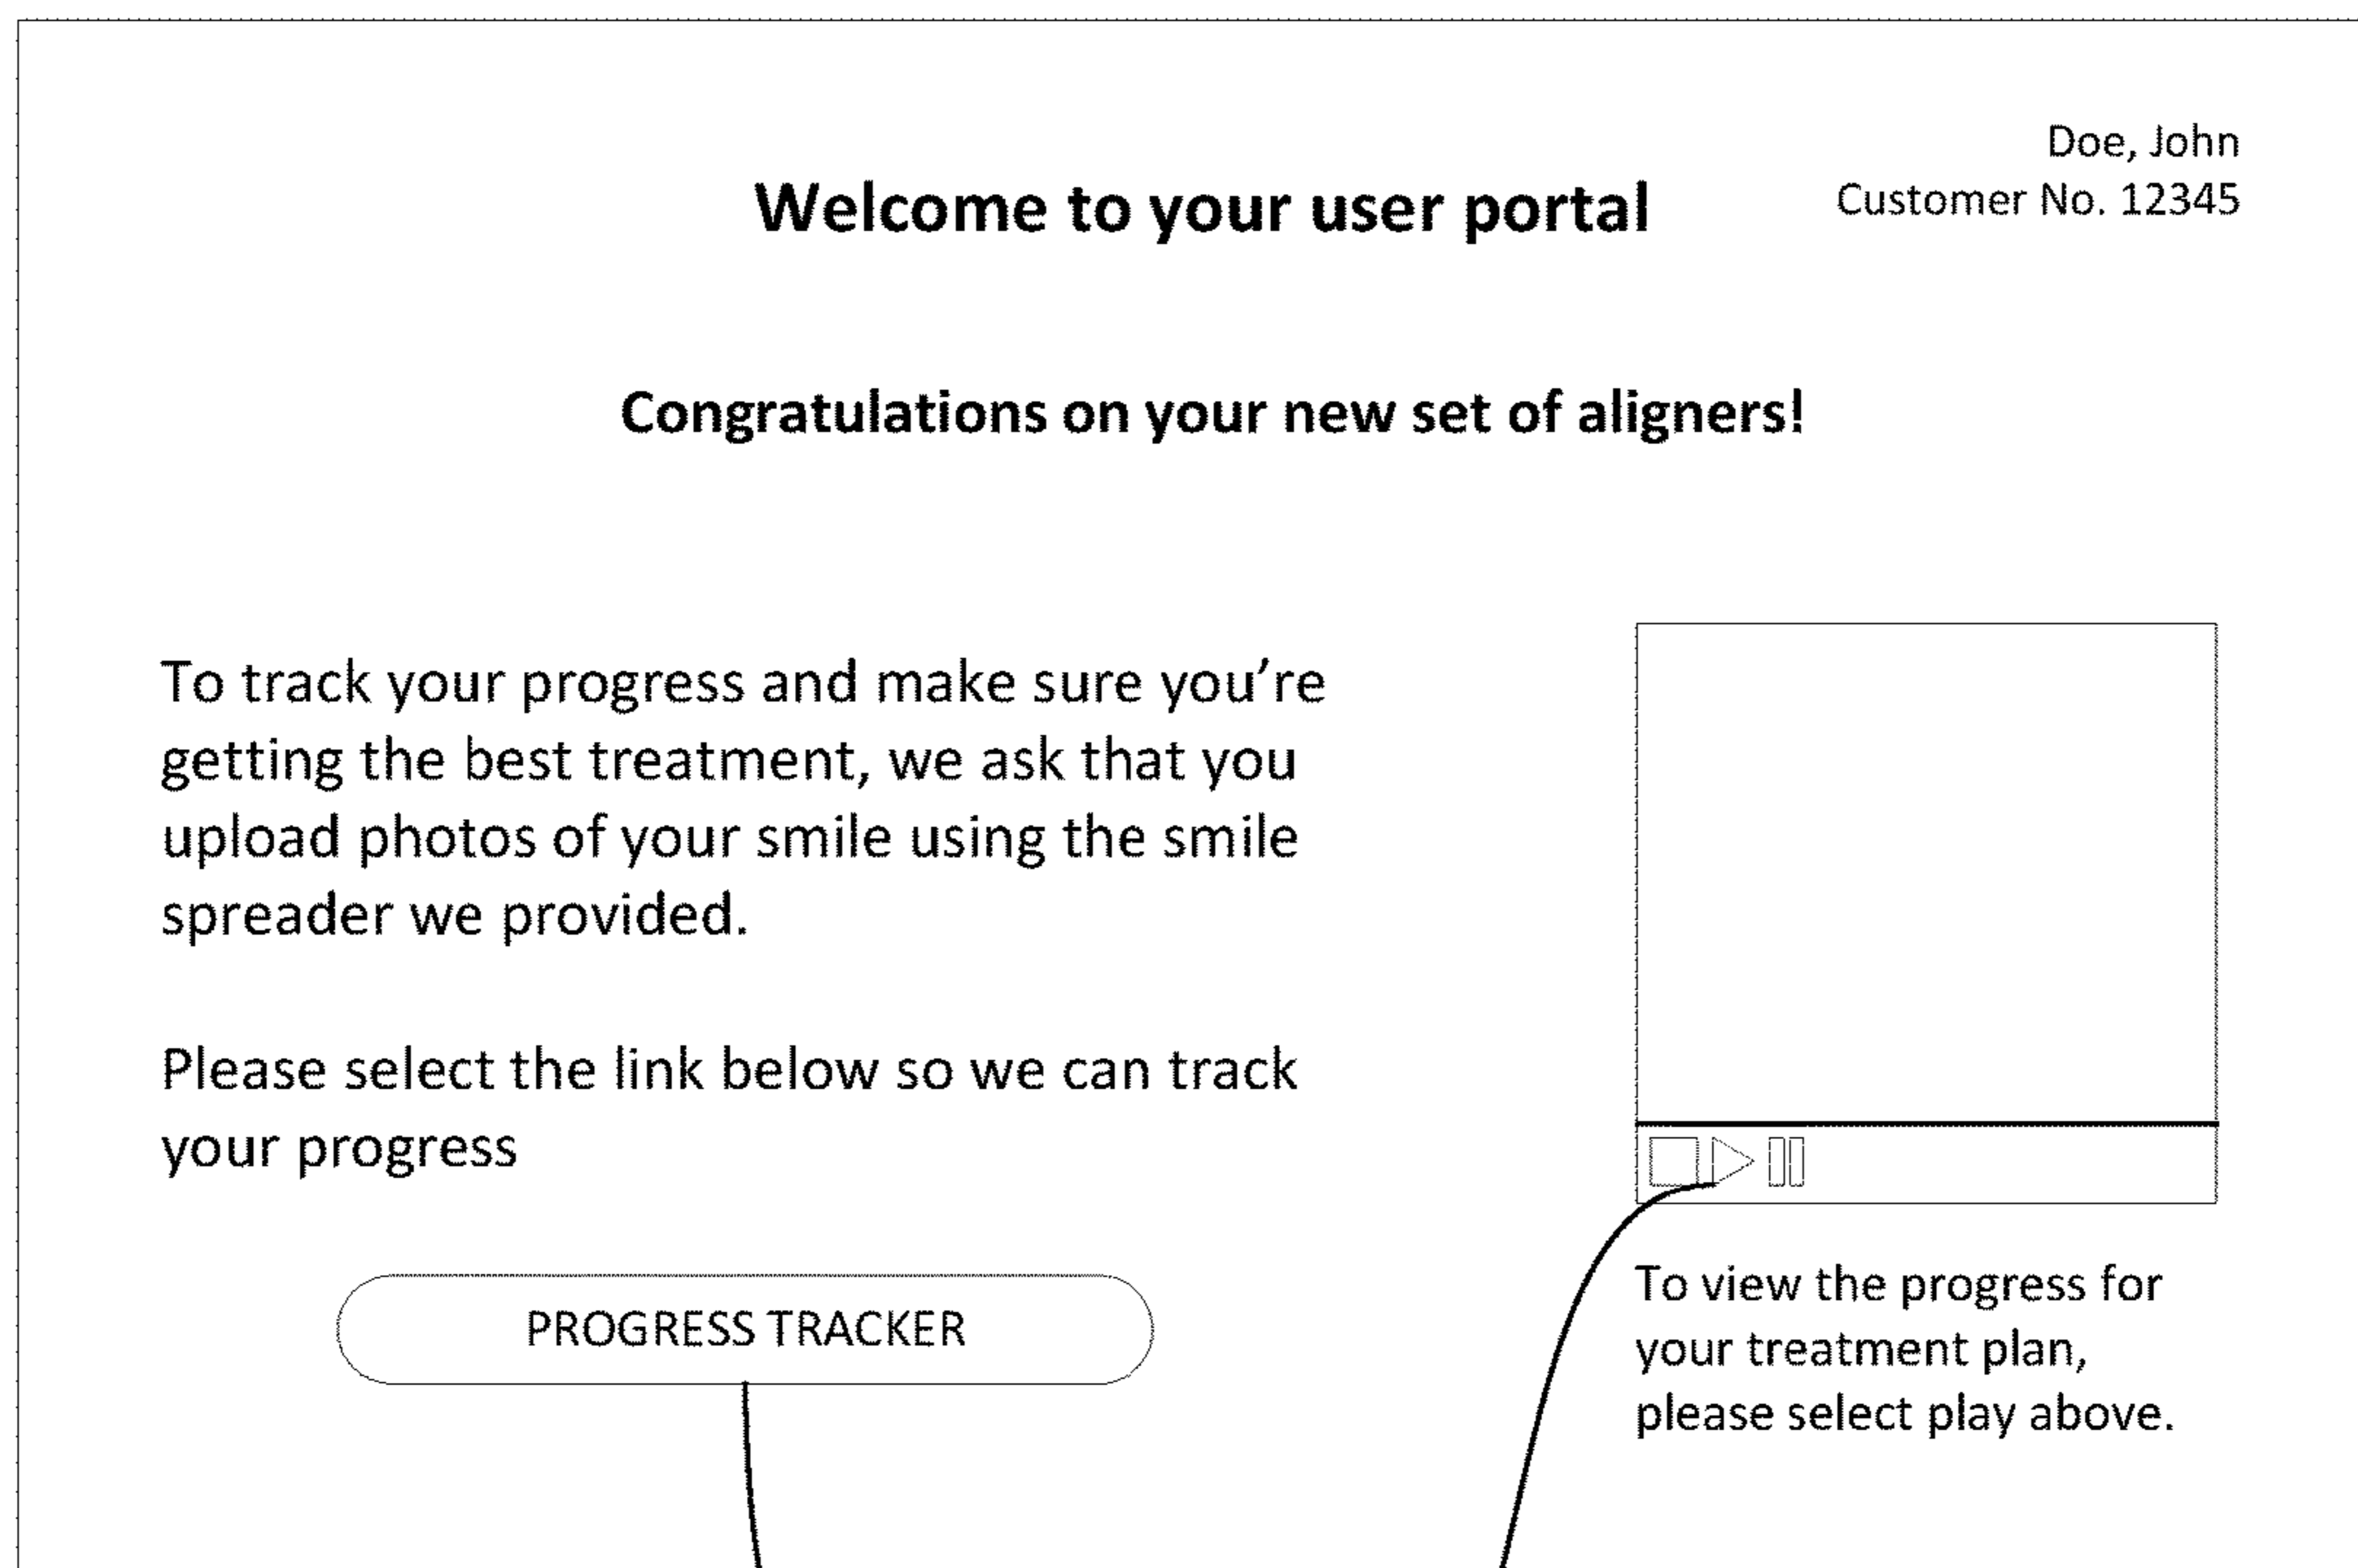 Doe, John
Customer No. 12345
Welcome to your user portal
Congratulations on your new set of aligners!
To track your progress and make sure you’re
getting the best treatment, we ask that you
upload photos of your smile using the smile
spreader we provided.
Please select the link below so we can track
your progress
PROGRESS TRACKER
To view the progress for
your treatment plan,
please select play above.